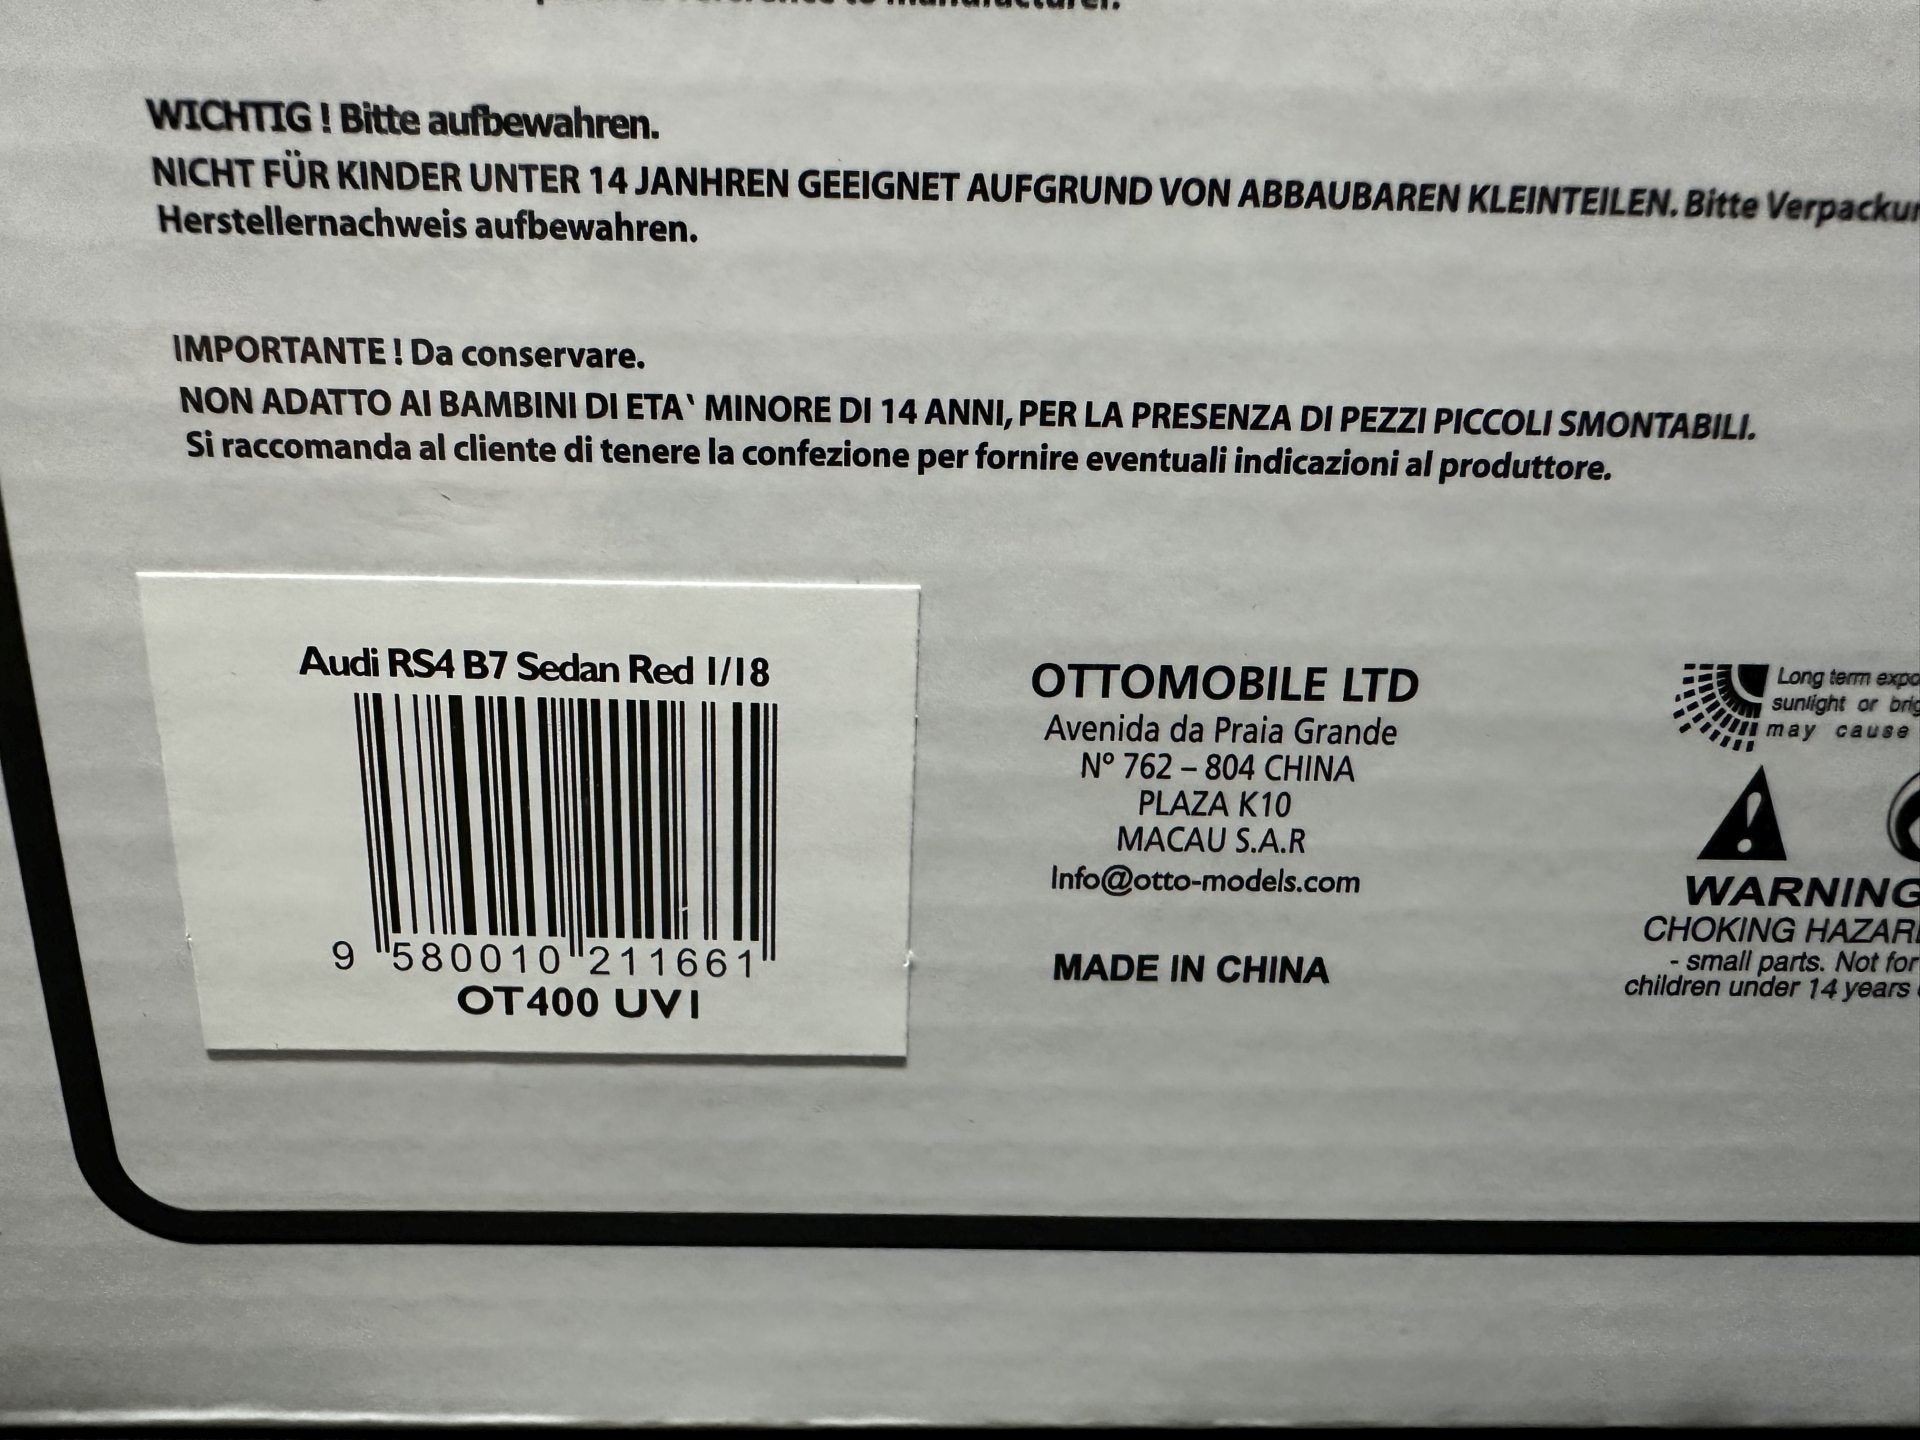 reference to manufacturer.
WICHTIG ! Bitte aufbewahren.
NICHT FÜR KINDER UNTER 14 JANHREN GEEIGNET AUFGRUND VON ABBAUBAREN KLEINTEILEN. Bitte Verpackun
Herstellernachweis aufbewahren.
IMPORTANTE ! Da conservare.
NON ADATTO AI BAMBINI DI ETA‵ MINORE DI 14 ANNI, PER LA PRESENZA DI PEZZI PICCOLI SMONTABILI.
Si raccomanda al cliente di tenere la confezione per fornire eventuali indicazioni al produttore.
Audi RS4 B7 Sedan Red 1/18
9 580010 211661
OT400 UV1
OTTOMOBILE LTD
Avenida da Praia Grande
Nº 762 – 804 CHINA
PLAZA K10
MACAU S.A.R
Info@otto-models.com
MADE IN CHINA
Long term expo
sunlight or brig
may cause
WARNING
CHOKING HAZAR
- small parts. Not for
children under 14 years